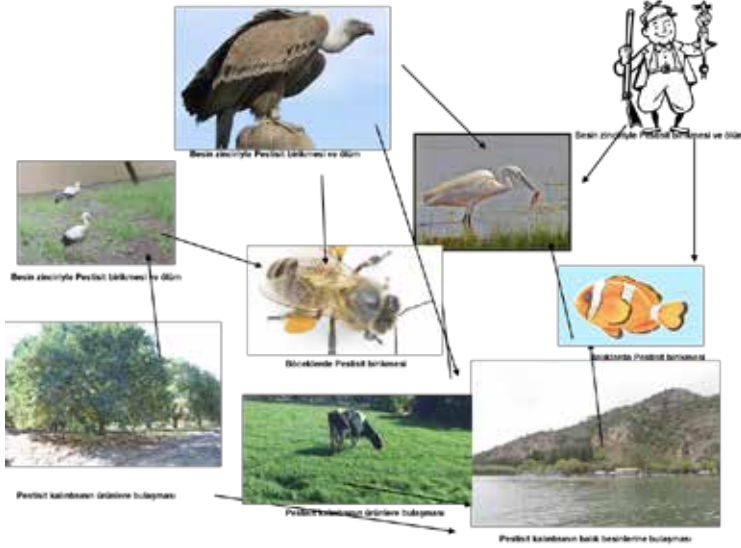 Besin zinciriyle Pestisit birikmesi ve ölüm
Besin zinciriyle Pestisit birikmesi ve ölüm
Besin zinciriyle Pestisit birikmesi ve ölüm
Böceklerde Pestisit birikmesi
Balıklarda Pestisit birikmesi
Pestisit kalıntısının ürünlere bulaşması
Pestisit kalıntısının ürünlere bulaşması
Pestisit kalıntısının balık besinlerine bulaşması